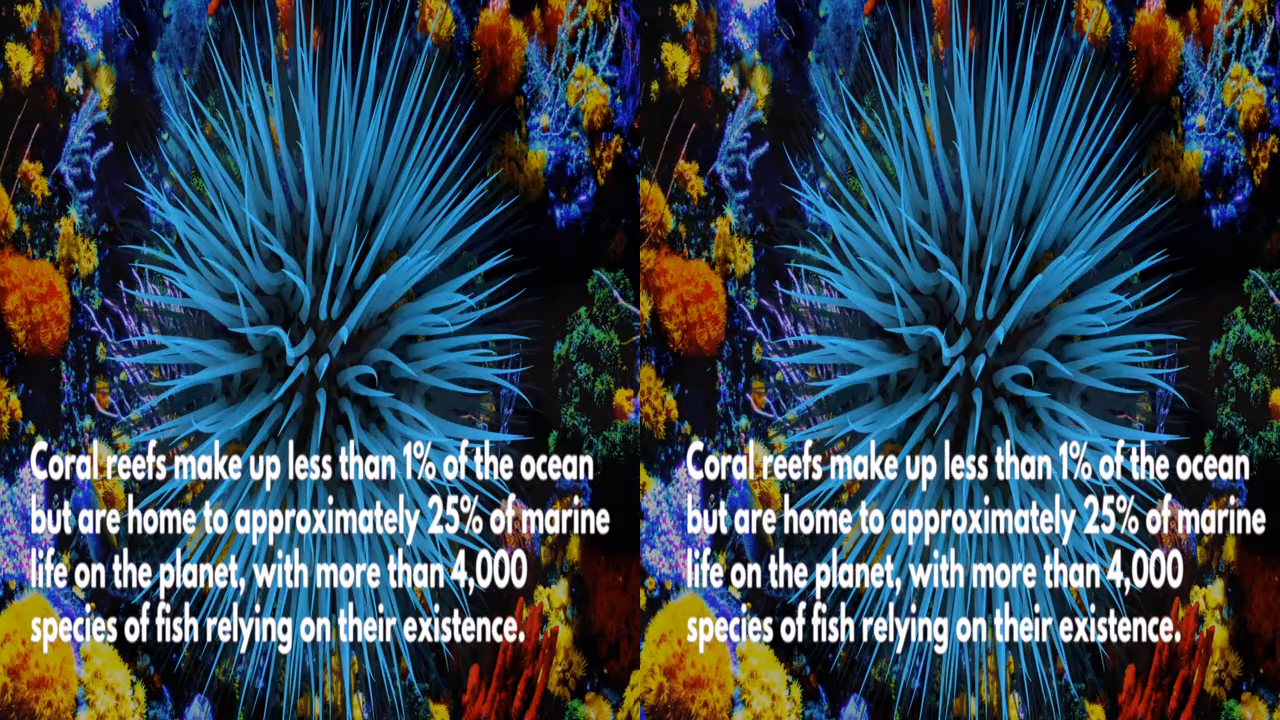 Coral reefs make up less than 1% of the ocean
but are home to approximately 25% of marine
life on the planet, with more than 4,000
species of fish relying on their existence.
Coral reefs make up less than 1% of the ocean
but are home to approximately 25% of marine
life on the planet, with more than 4,000
species of fish relying on their existence.